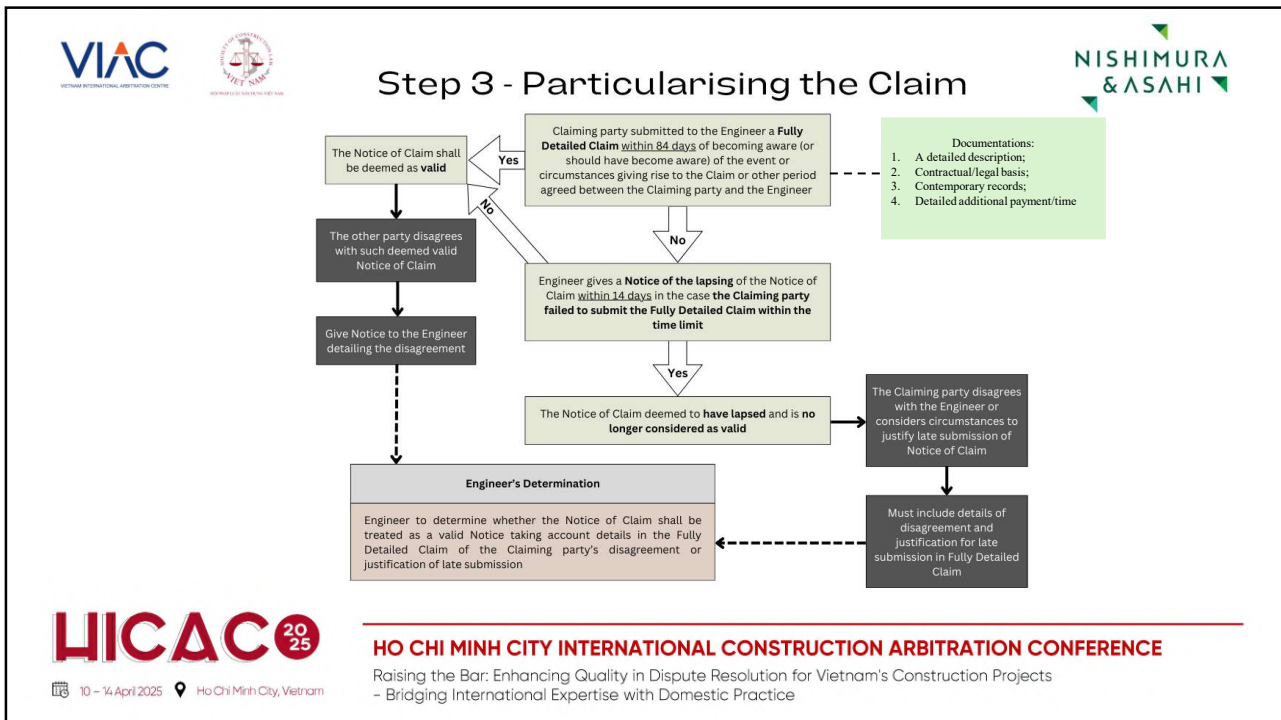 VIAC
VIETNAM INTERNATIONAL ARBITRATION CENTRE
SOCIETY OF CONSTRUCTION LAW
VIET NAM
NISHIMURA
& ASAHI
Step 3 - Particularising the Claim
The Notice of Claim shall
be deemed as valid
Yes
Claiming party submitted to the Engineer a Fully
Detailed Claim within 84 days of becoming aware (or
should have become aware) of the event or
circumstances giving rise to the Claim or other period
agreed between the Claiming party and the Engineer
Documentations:
1. A detailed description;
2. Contractual/legal basis;
3. Contemporary records;
4. Detailed additional payment/time
No
No
The other party disagrees
with such deemed valid
Notice of Claim
Engineer gives a Notice of the lapsing of the Notice of
Claim within 14 days in the case the Claiming party
failed to submit the Fully Detailed Claim within the
time limit
Give Notice to the Engineer
detailing the disagreement
Yes
The Notice of Claim deemed to have lapsed and is no
longer considered as valid
The Claiming party disagrees
with the Engineer or
considers circumstances to
justify late submission of
Notice of Claim
Engineer's Determination
Engineer to determine whether the Notice of Claim shall be
treated as a valid Notice taking account details in the Fully
Detailed Claim of the Claiming party's disagreement or
justification of late submission
Must include details of
disagreement and
justification for late
submission in Fully Detailed
Claim
HICAC 2025
10 – 14 April 2025 Ho Chi Minh City, Vietnam
HO CHI MINH CITY INTERNATIONAL CONSTRUCTION ARBITRATION CONFERENCE
Raising the Bar: Enhancing Quality in Dispute Resolution for Vietnam's Construction Projects
– Bridging International Expertise with Domestic Practice